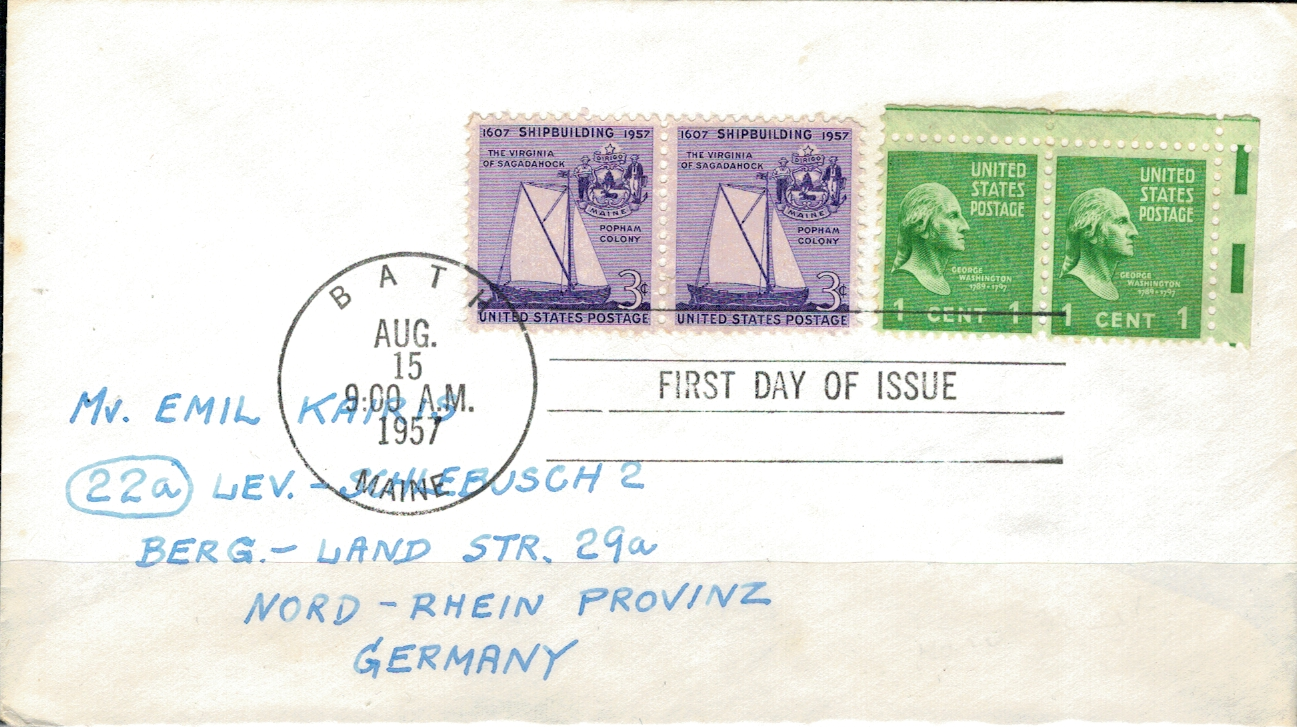 1607 SHIPBUILDING 1957
THE VIRGINIA
OF SAGADAHOCK
DIRIGO
MAINE
POPHAM
COLONY
3¢
UNITED STATES POSTAGE
1607 SHIPBUILDING 1957
THE VIRGINIA
OF SAGADAHOCK
DIRIGO
MAINE
POPHAM
COLONY
3¢
UNITED STATES POSTAGE
UNITED
STATES
POSTAGE
GEORGE
WASHINGTON
1789-1797
1 CENT 1
UNITED
STATES
POSTAGE
GEORGE
WASHINGTON
1789-1797
1 CENT 1
BATH
AUG.
15
9:00 A.M.
1957
MAINE
FIRST DAY OF ISSUE
Mr. EMIL KAIRIS
22a LEV. - SCHLEBUSCH 2
BERG. - LAND STR. 29a
NORD - RHEIN PROVINZ
GERMANY